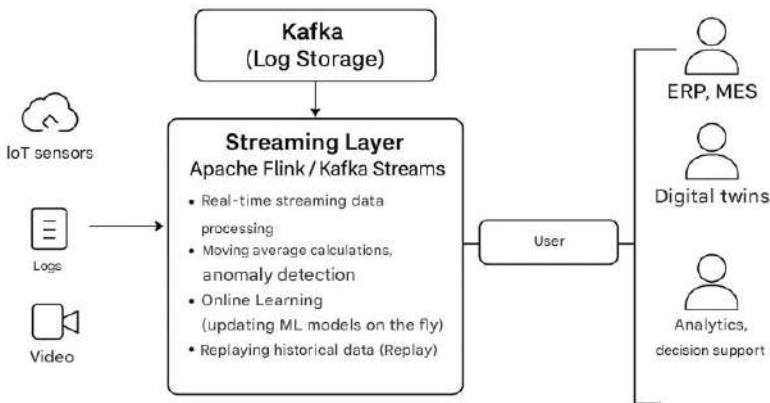 Kafka
(Log Storage)
IoT sensors
Logs
Video
Streaming Layer
Apache Flink / Kafka Streams
• Real-time streaming data
processing
• Moving average calculations,
anomaly detection
• Online Learning
(updating ML models on the fly)
• Replaying historical data (Replay)
User
ERP, MES
Digital twins
Analytics,
decision support